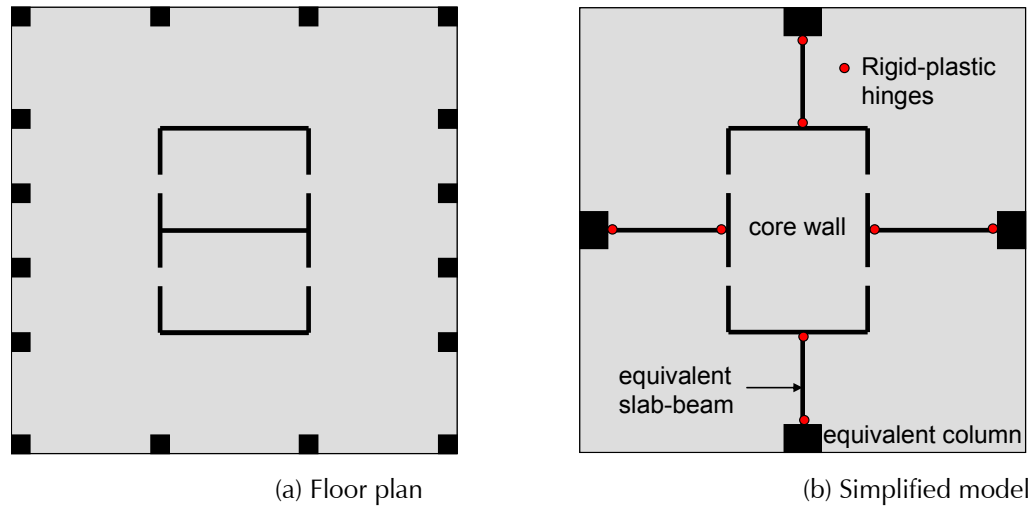 Rigid-plastic
hinges
core wall
equivalent
slab-beam
equivalent column
(a) Floor plan
(b) Simplified model